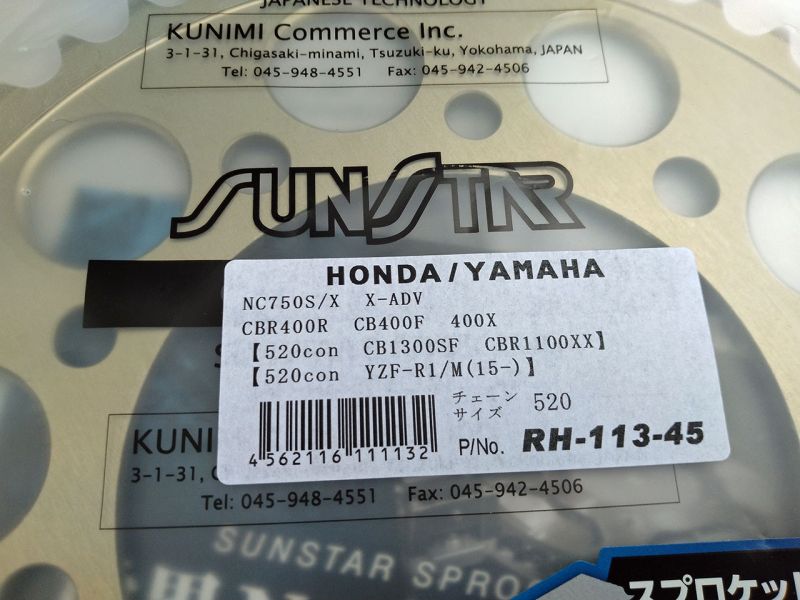 JAPANESE TECHNOLOGY
KUNIMI Commerce Inc.
3-1-31, Chigasaki-minami, Tsuzuki-ku, Yokohama, JAPAN
Tel: 045-948-4551 Fax: 045-942-4506
SUNSTAR
HONDA/YAMAHA
NC750S/X X-ADV
CBR400R CB400F 400X
【520con CB1300SF CBR1100XX】
【520con YZF-R1/M(15-)】
チェーン
サイズ 520
4562116111132
P/No. RH-113-45
KUNI
3-1-31,
Tel: 045-948-4551 Fax: 045-942-4506
SUNSTAR SPRO
スプロケット